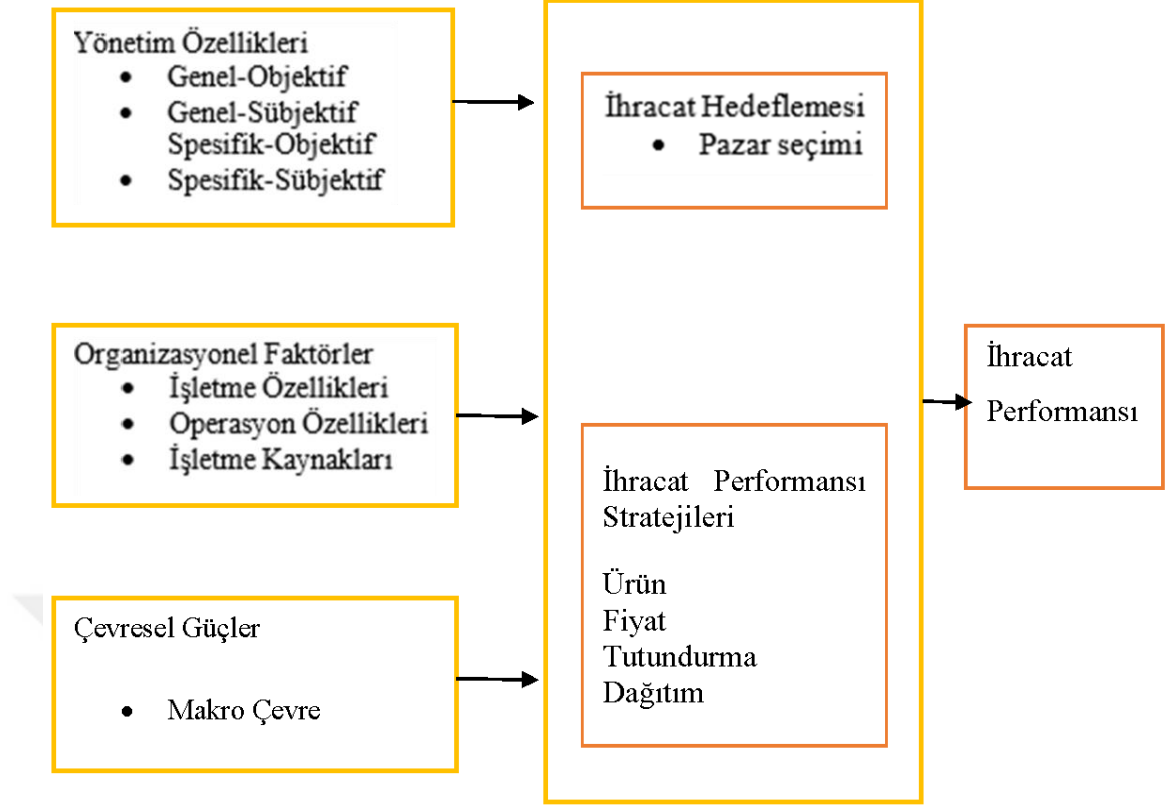 Yönetim Özellikleri
• Genel-Objektif
• Genel-Sübjektif
Spesifik-Objektif
• Spesifik-Sübjektif
Organizasyonel Faktörler
• İşletme Özellikleri
• Operasyon Özellikleri
• İşletme Kaynakları
Çevresel Güçler
• Makro Çevre
İhracat Hedeflemesi
• Pazar seçimi
İhracat Performansı
Stratejileri
Ürün
Fiyat
Tutundurma
Dağıtım
İhracat
Performansı